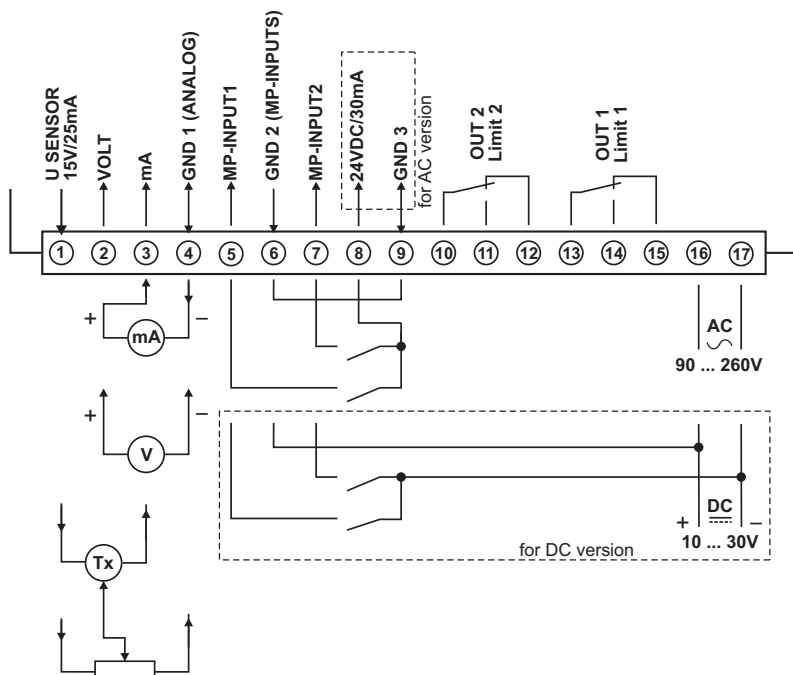 U SENSOR
15V/25mA
VOLT
mA
GND 1 (ANALOG)
MP-INPUT1
GND 2 (MP-INPUTS)
MP-INPUT2
24VDC/30mA
GND 3
for AC version
OUT 2
Limit 2
OUT 1
Limit 1
1 2 3 4 5 6 7 8 9 10 11 12 13 14 15 16 17
+ mA –
AC
90 ... 260V
+ V –
+ DC –
10 ... 30V
for DC version
Tx